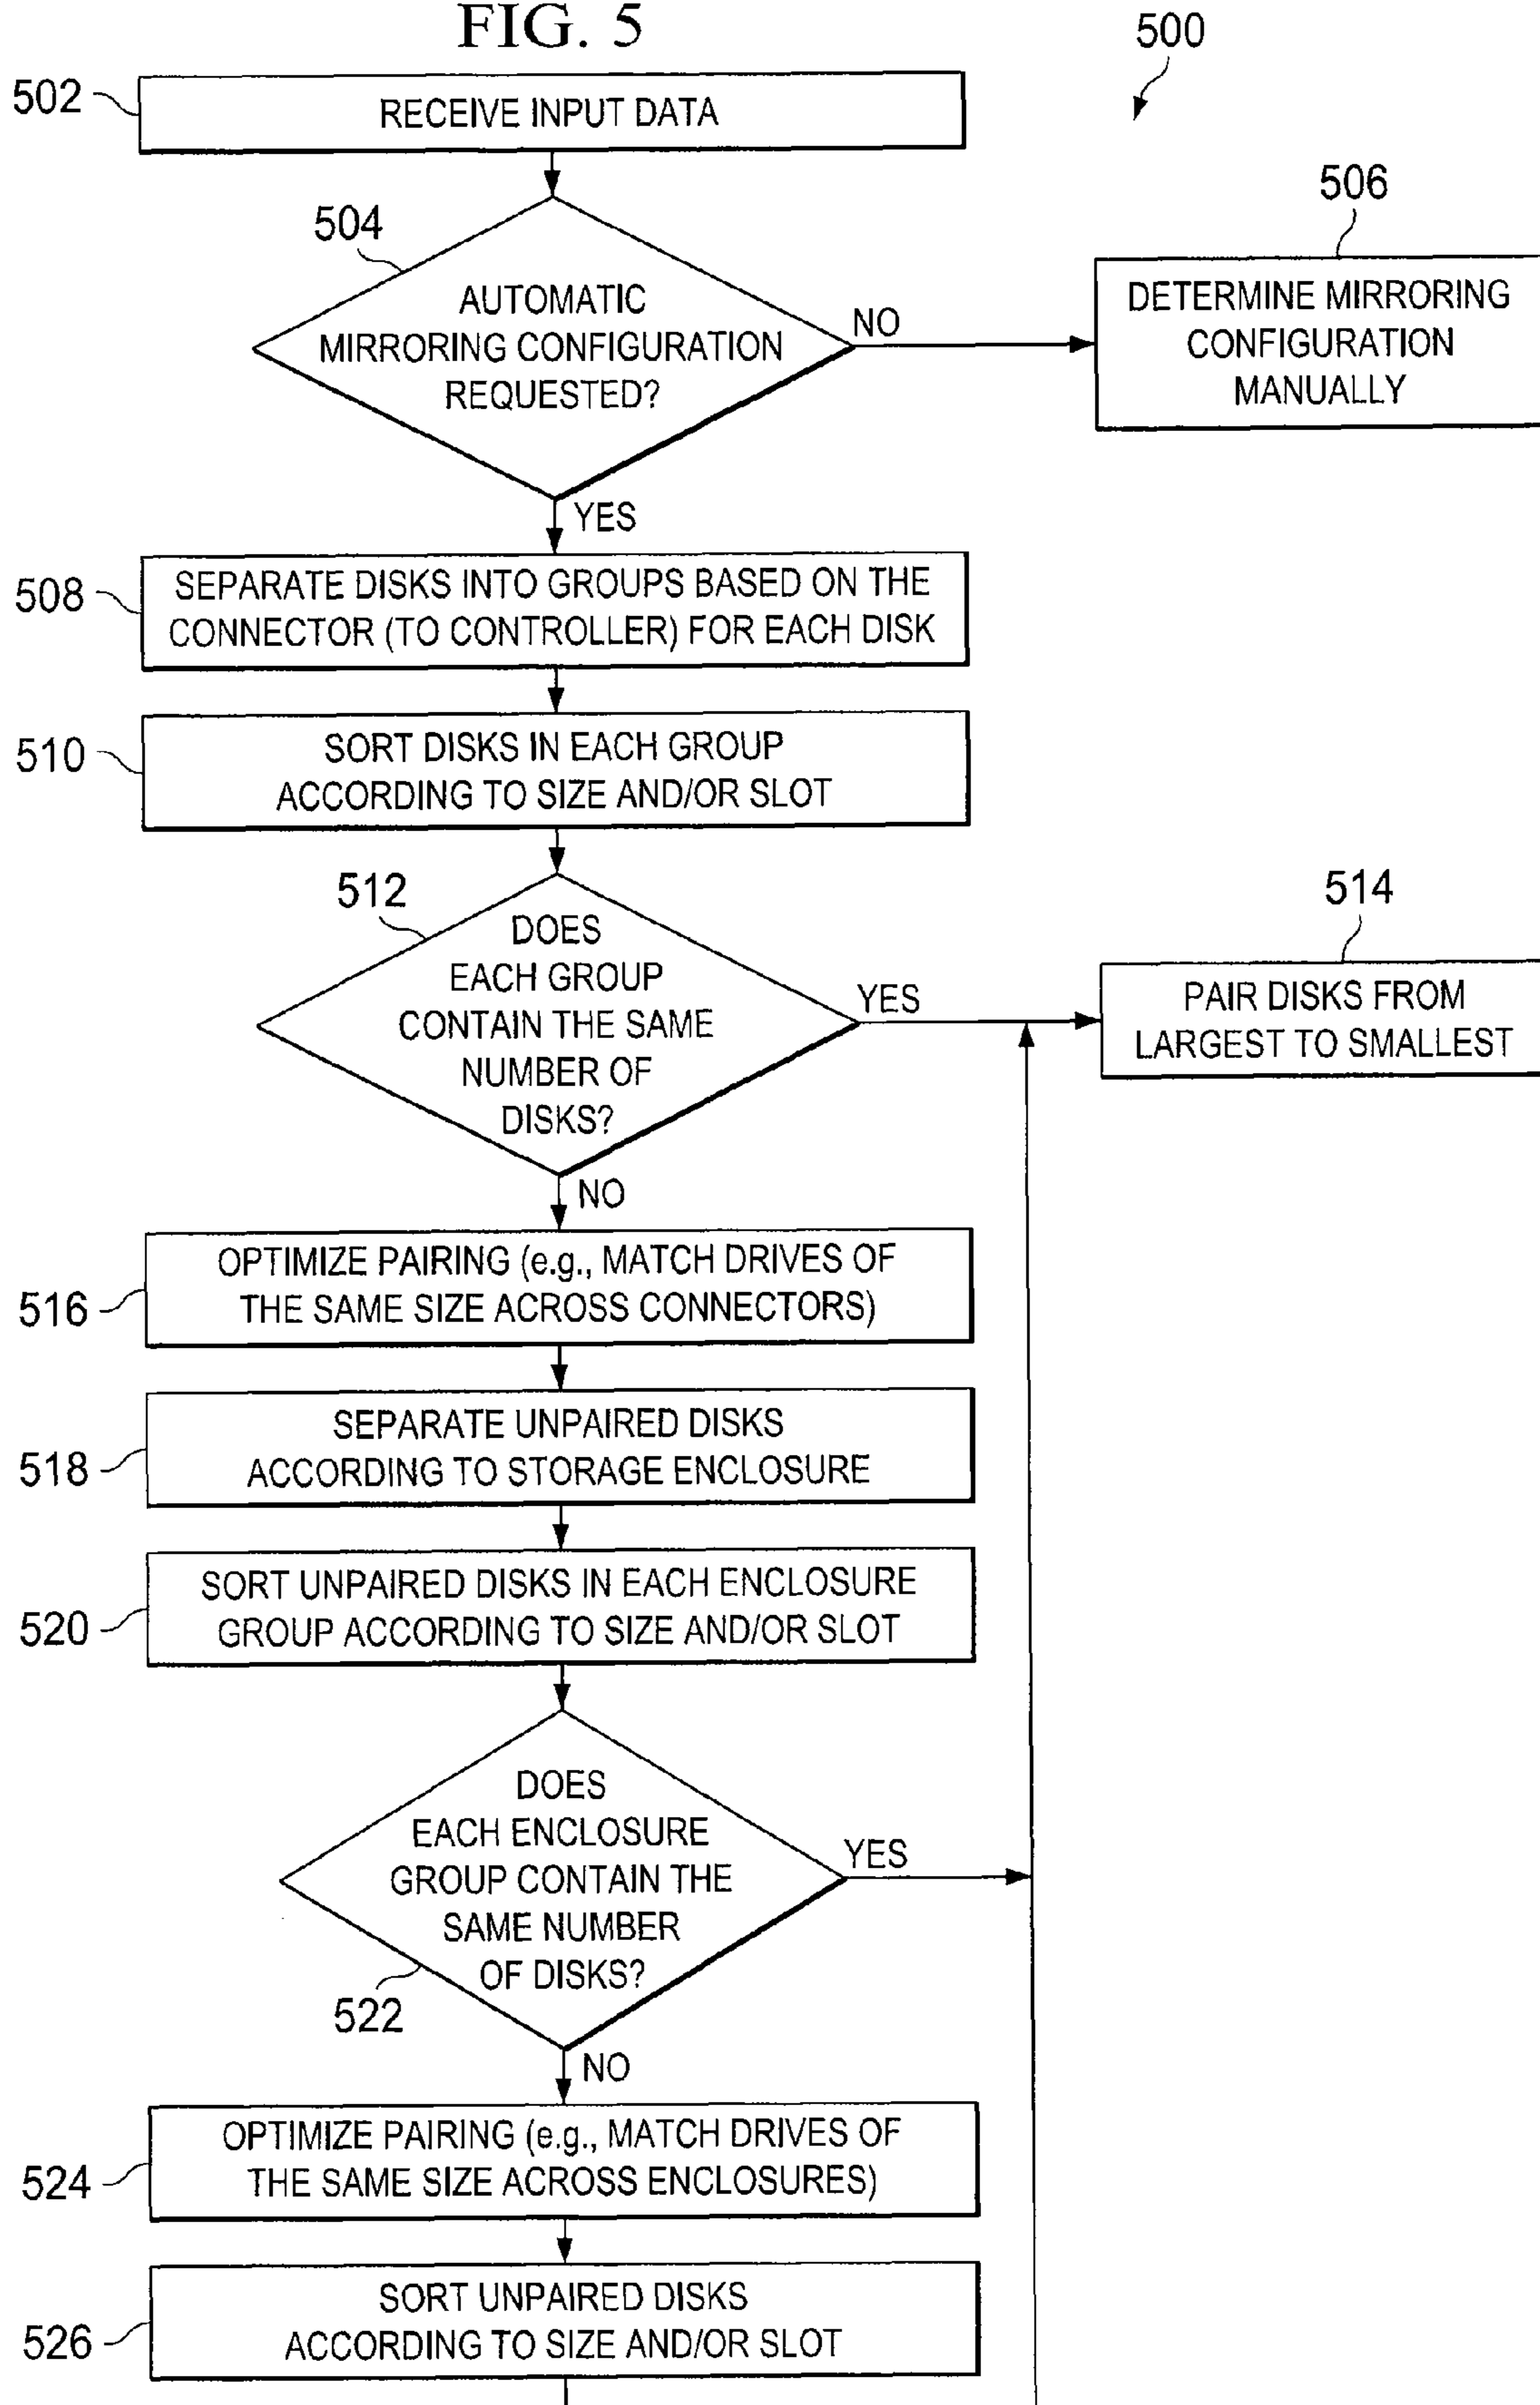 FIG. 5
500
502
RECEIVE INPUT DATA
504
AUTOMATIC
MIRRORING CONFIGURATION
REQUESTED?
NO
506
DETERMINE MIRRORING
CONFIGURATION
MANUALLY
YES
508
SEPARATE DISKS INTO GROUPS BASED ON THE
CONNECTOR (TO CONTROLLER) FOR EACH DISK
510
SORT DISKS IN EACH GROUP
ACCORDING TO SIZE AND/OR SLOT
512
DOES
EACH GROUP
CONTAIN THE SAME
NUMBER OF
DISKS?
YES
514
PAIR DISKS FROM
LARGEST TO SMALLEST
NO
516
OPTIMIZE PAIRING (e.g., MATCH DRIVES OF
THE SAME SIZE ACROSS CONNECTORS)
518
SEPARATE UNPAIRED DISKS
ACCORDING TO STORAGE ENCLOSURE
520
SORT UNPAIRED DISKS IN EACH ENCLOSURE
GROUP ACCORDING TO SIZE AND/OR SLOT
DOES
EACH ENCLOSURE
GROUP CONTAIN THE
SAME NUMBER
OF DISKS?
522
YES
NO
524
OPTIMIZE PAIRING (e.g., MATCH DRIVES OF
THE SAME SIZE ACROSS ENCLOSURES)
526
SORT UNPAIRED DISKS
ACCORDING TO SIZE AND/OR SLOT